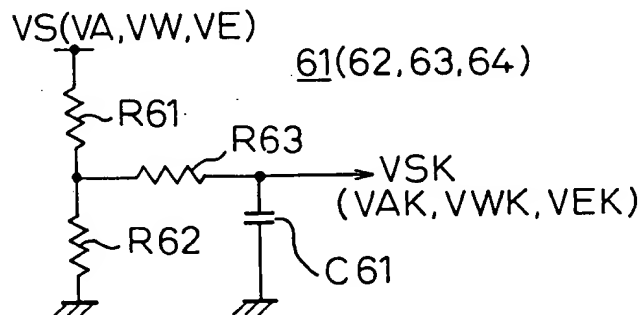 VS(VA,VW,VE)
61(62,63,64)
R61
R63
VSK
(VAK,VWK,VEK)
R62
C61